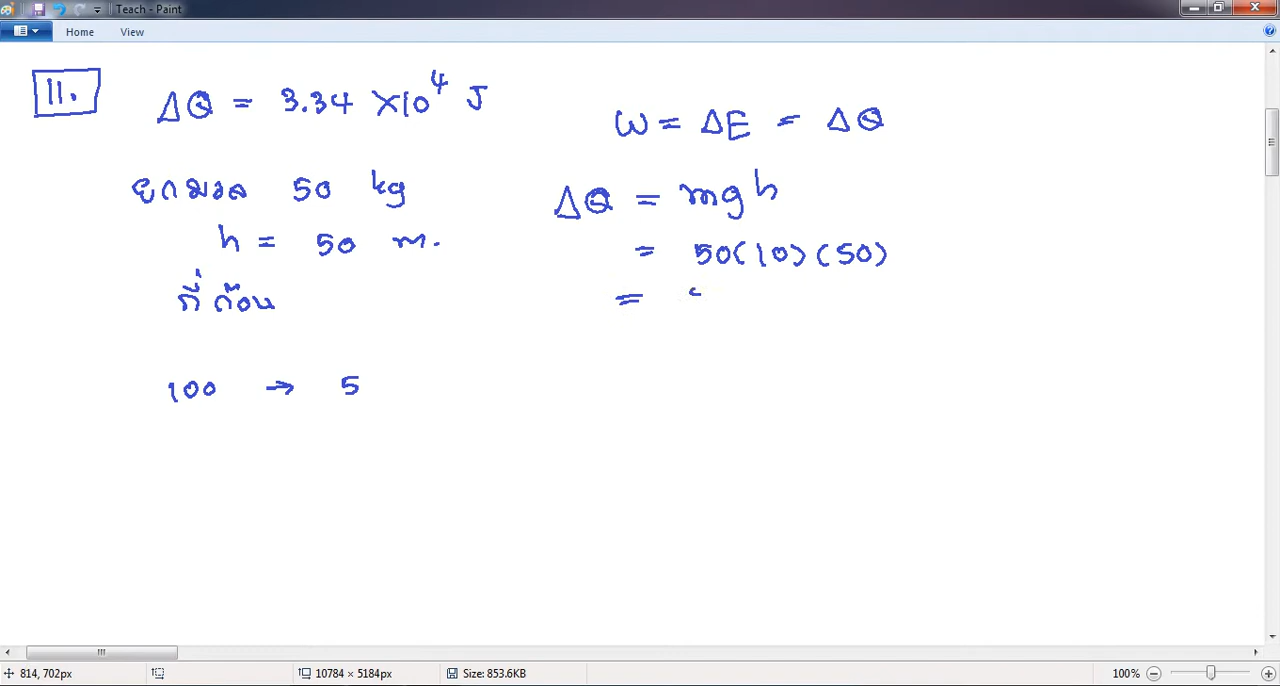 Teach - Paint
Home View
11. ΔQ = 3.34 ×10⁴ J
W = ΔE = ΔQ
ยกมวล 50 kg
ΔQ = mgh
h = 50 m.
= 50(10)(50)
กี่ก้อน
=
100 → 5
814, 702px 10784 × 5184px Size: 853.6KB 100%